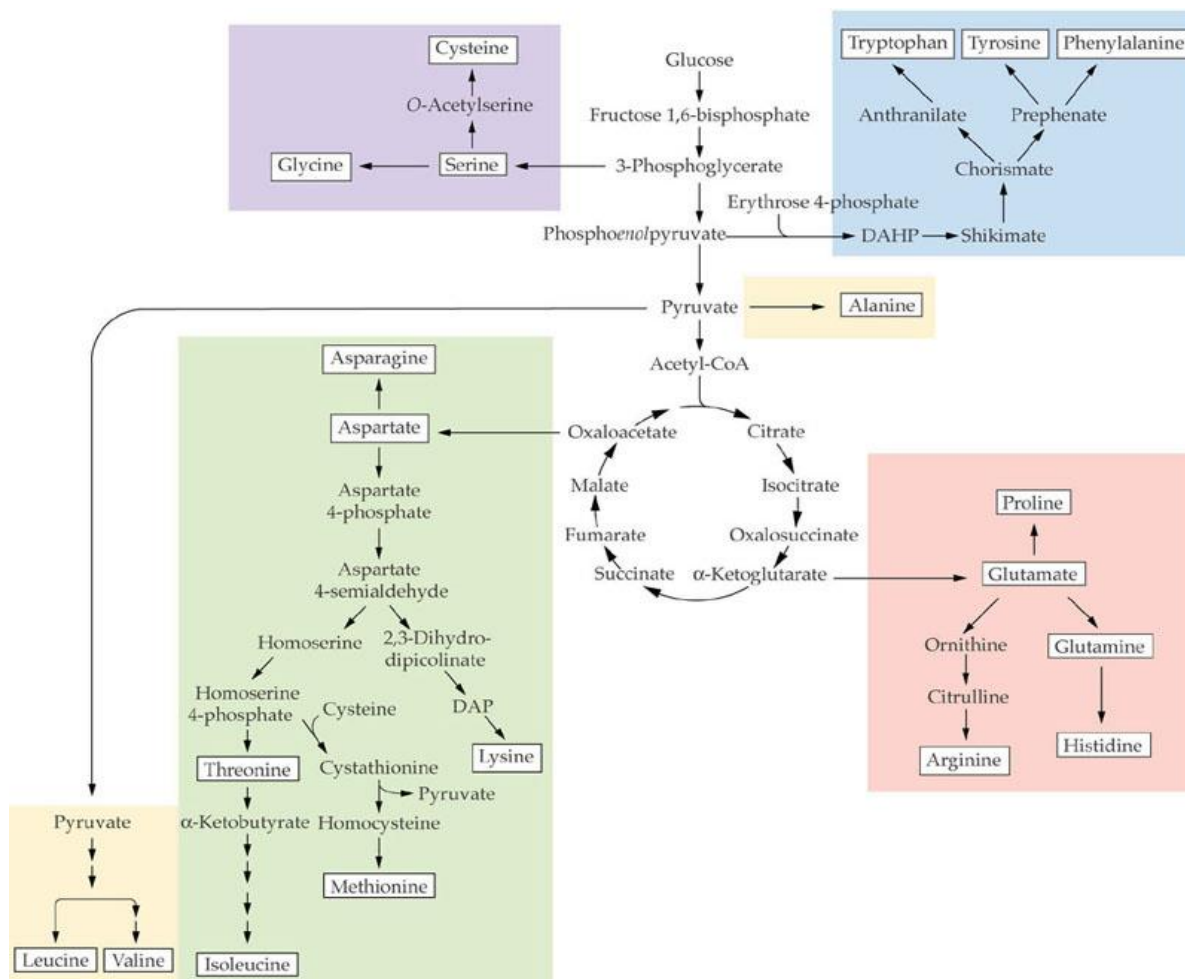 Cysteine
O-Acetylserine
Glycine
Serine
Glucose
Fructose 1,6-bisphosphate
3-Phosphoglycerate
Phosphoenolpyruvate
Erythrose 4-phosphate
Tryptophan
Tyrosine
Phenylalanine
Anthranilate
Prephenate
Chorismate
DAHP
Shikimate
Pyruvate
Alanine
Acetyl-CoA
Oxaloacetate
Citrate
Malate
Isocitrate
Fumarate
Oxalosuccinate
Succinate
α-Ketoglutarate
Asparagine
Aspartate
Aspartate
4-phosphate
Aspartate
4-semialdehyde
Homoserine
2,3-Dihydro-
dipicolinate
Homoserine
4-phosphate
Cysteine
DAP
Threonine
Cystathionine
Lysine
Pyruvate
α-Ketobutyrate
Homocysteine
Methionine
Isoleucine
Pyruvate
Leucine
Valine
Proline
Glutamate
Ornithine
Glutamine
Citrulline
Arginine
Histidine